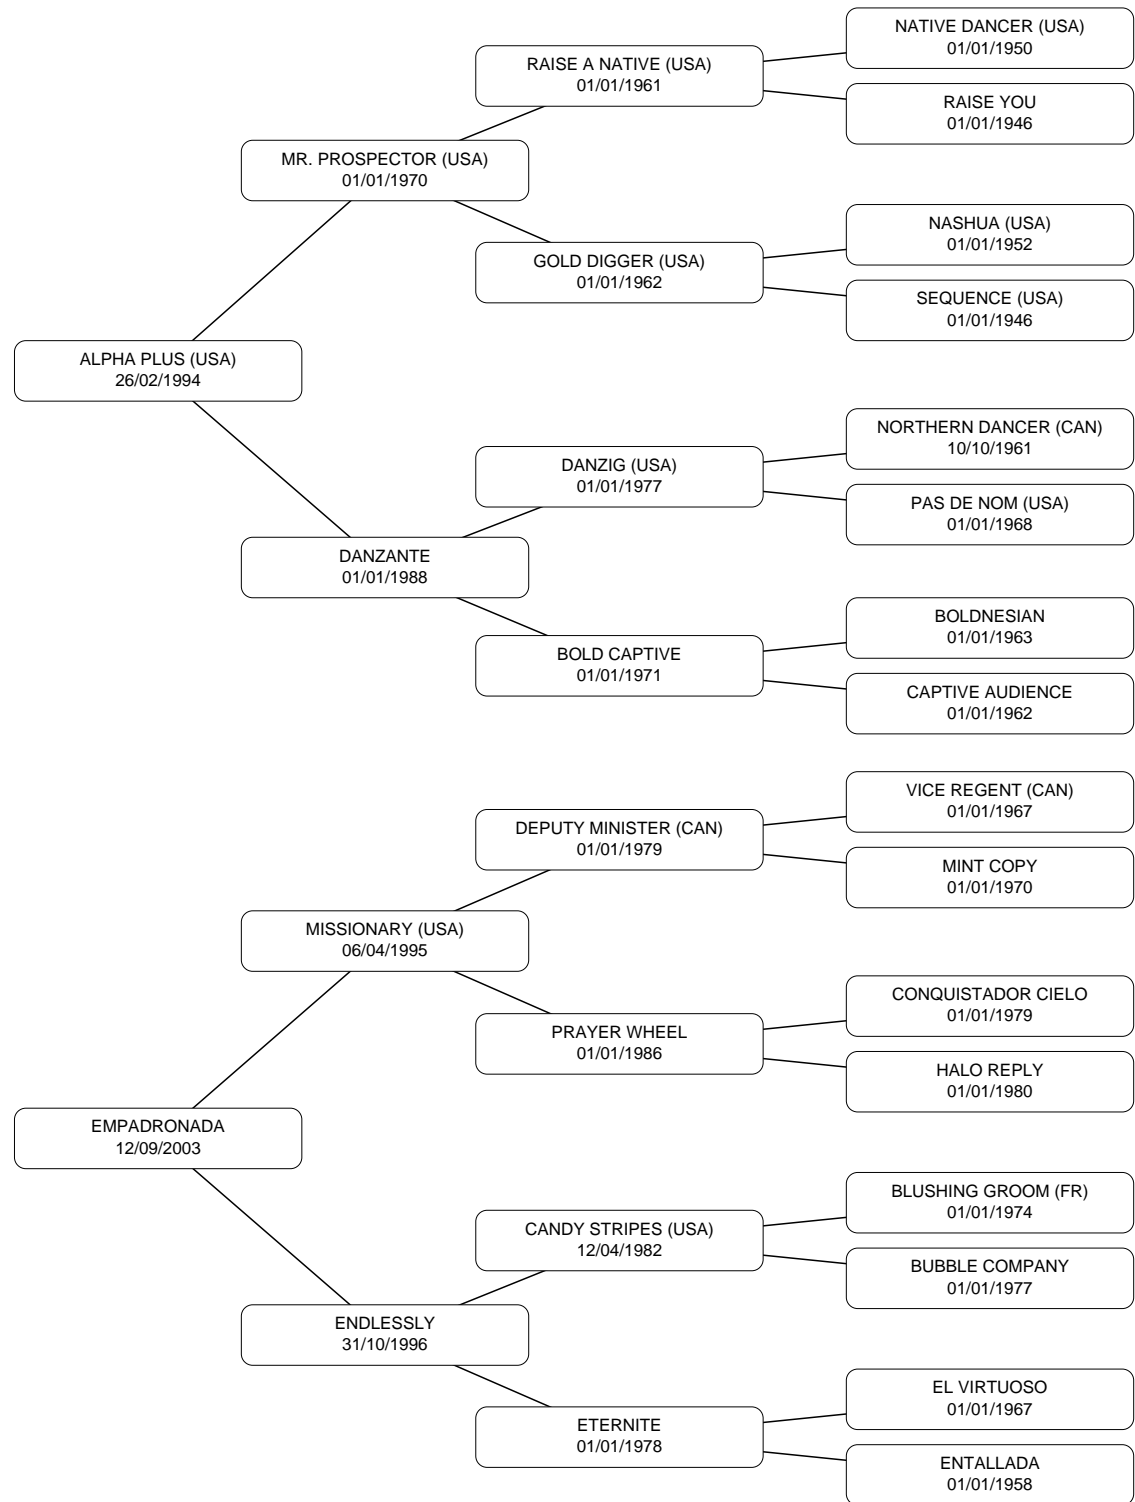 NATIVE DANCER (USA)
01/01/1950
RAISE A NATIVE (USA)
01/01/1961
RAISE YOU
01/01/1946
MR. PROSPECTOR (USA)
01/01/1970
NASHUA (USA)
01/01/1952
GOLD DIGGER (USA)
01/01/1962
SEQUENCE (USA)
01/01/1946
ALPHA PLUS (USA)
26/02/1994
NORTHERN DANCER (CAN)
10/10/1961
DANZIG (USA)
01/01/1977
PAS DE NOM (USA)
01/01/1968
DANZANTE
01/01/1988
BOLDNESIAN
01/01/1963
BOLD CAPTIVE
01/01/1971
CAPTIVE AUDIENCE
01/01/1962
VICE REGENT (CAN)
01/01/1967
DEPUTY MINISTER (CAN)
01/01/1979
MINT COPY
01/01/1970
MISSIONARY (USA)
06/04/1995
CONQUISTADOR CIELO
01/01/1979
PRAYER WHEEL
01/01/1986
HALO REPLY
01/01/1980
EMPADRONADA
12/09/2003
BLUSHING GROOM (FR)
01/01/1974
CANDY STRIPES (USA)
12/04/1982
BUBBLE COMPANY
01/01/1977
ENDLESSLY
31/10/1996
EL VIRTUOSO
01/01/1967
ETERNITE
01/01/1978
ENTALLADA
01/01/1958